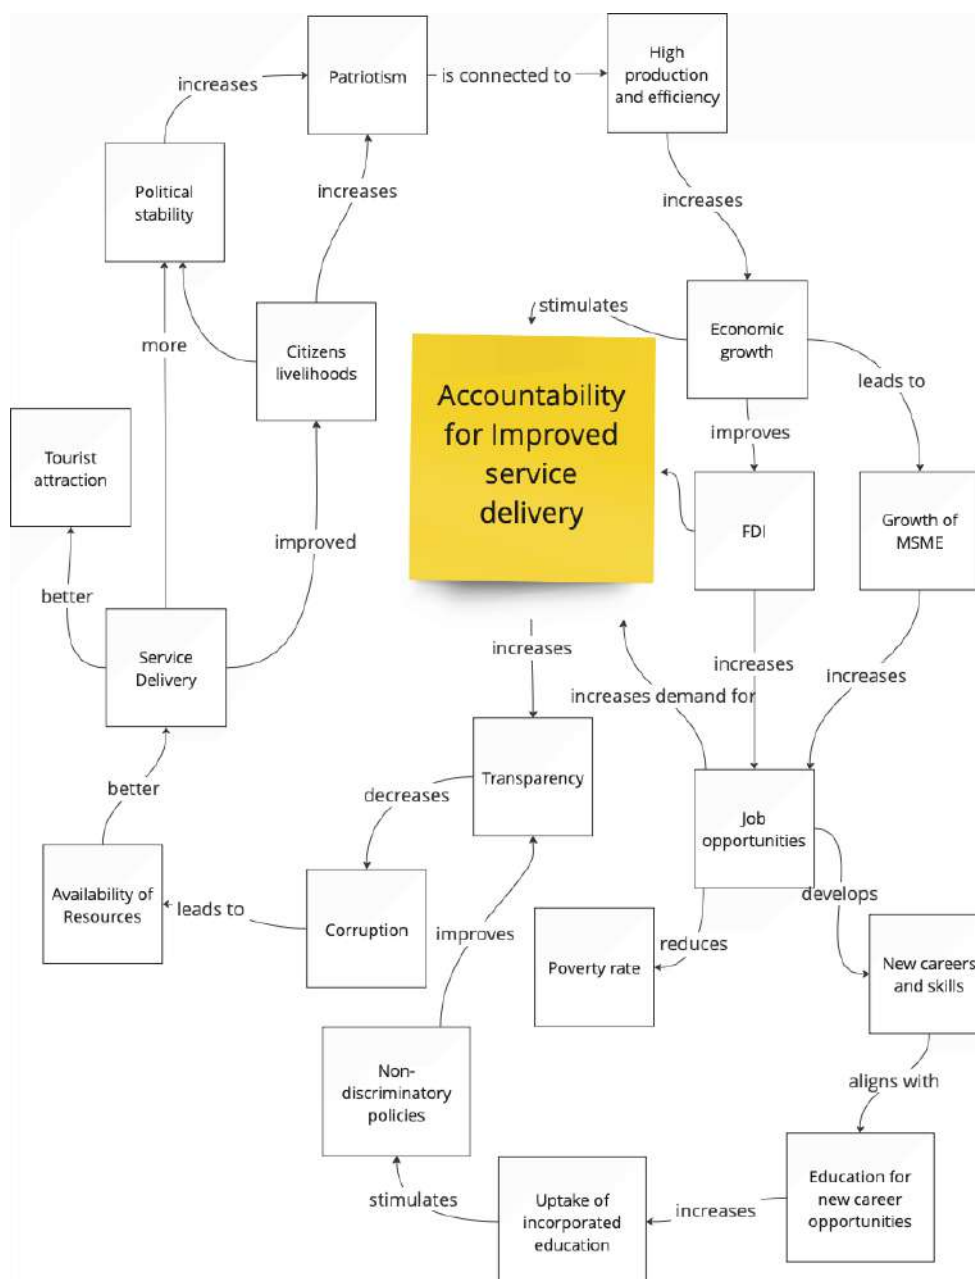 High
production
and efficiency
increases
Patriotism
is connected to
Political
stability
increases
increases
stimulates
Economic
growth
more
Citizens
livelihoods
leads to
Accountability
for Improved
service
delivery
improves
Tourist
attraction
FDI
Growth of
MSME
improved
better
Service
Delivery
increases
increases
increases
increases demand for
better
Transparency
decreases
Job
opportunities
Availability of
Resources
leads to
Corruption
improves
develops
reduces
Poverty rate
New careers
and skills
Non-
discriminatory
policies
aligns with
stimulates
Uptake of
incorporated
education
increases
Education for
new career
opportunities